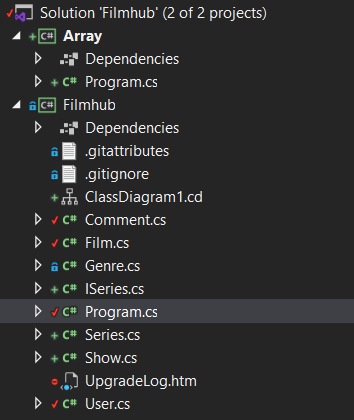 Solution 'Filmhub' (2 of 2 projects)
C# Array
Dependencies
C# Program.cs
C# Filmhub
Dependencies
.gitattributes
.gitignore
ClassDiagram1.cd
C# Comment.cs
C# Film.cs
C# Genre.cs
C# ISeries.cs
C# Program.cs
C# Series.cs
C# Show.cs
UpgradeLog.htm
C# User.cs